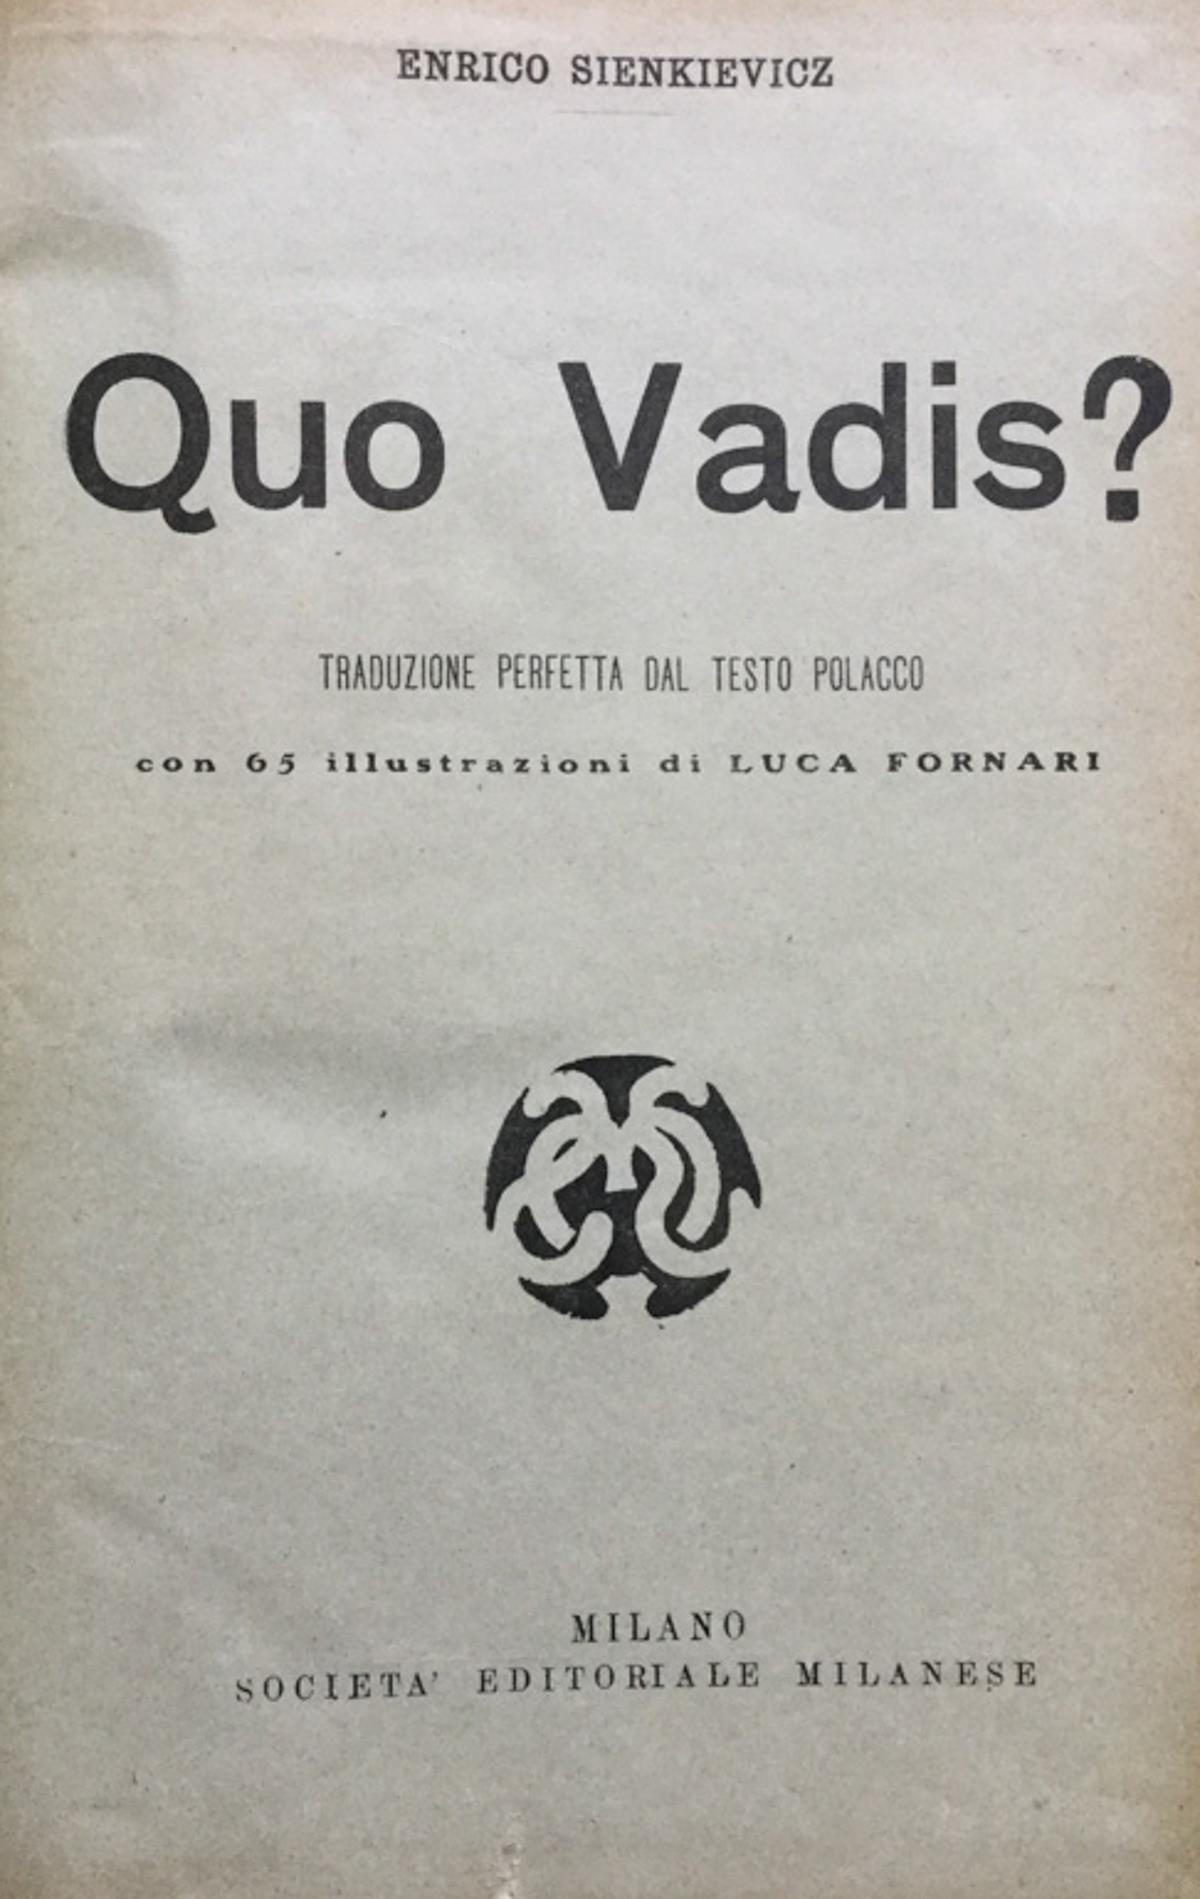 ENRICO SIENKIEVICZ
Quo Vadis?
TRADUZIONE PERFETTA DAL TESTO POLACCO
con 65 illustrazioni di LUCA FORNARI
MILANO
SOCIETA' EDITORIALE MILANESE